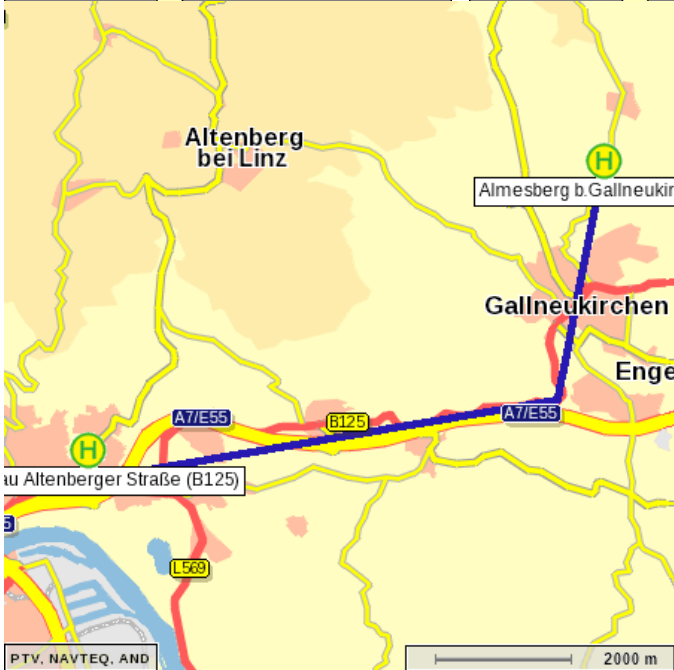 Altenberg
bei Linz
H
Almesberg b.Gallneukir
Gallneukirchen
Enge
A7/E55
A7/E55
B125
H
au Altenberger Straße (B125)
5
L569
PTV, NAVTEQ, AND
2000 m